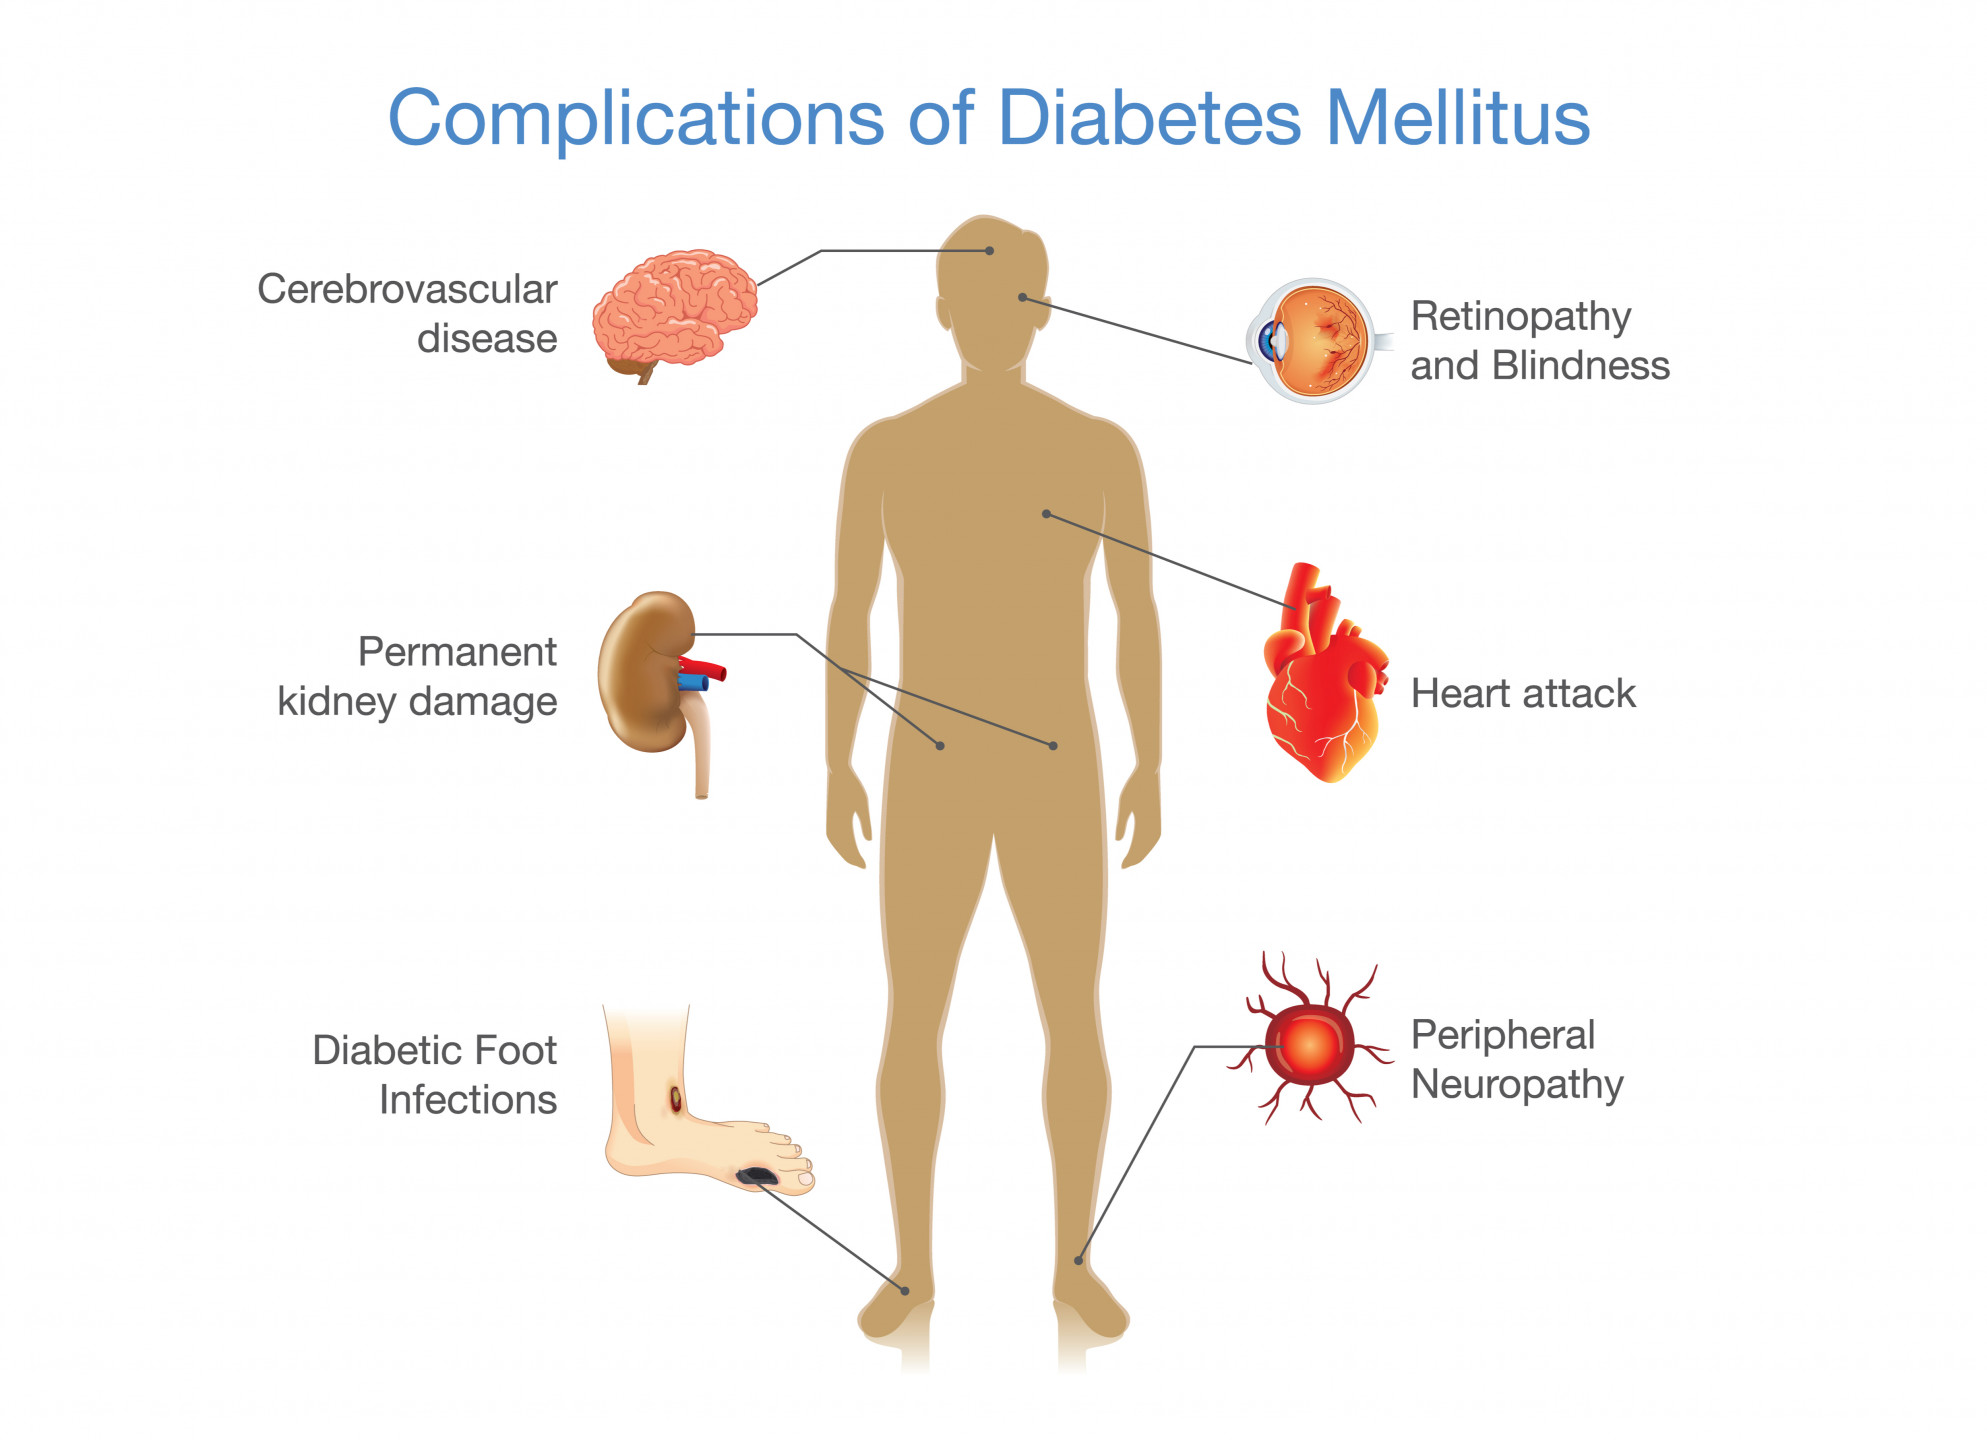 Complications of Diabetes Mellitus
Cerebrovascular
disease
Retinopathy
and Blindness
Permanent
kidney damage
Heart attack
Diabetic Foot
Infections
Peripheral
Neuropathy